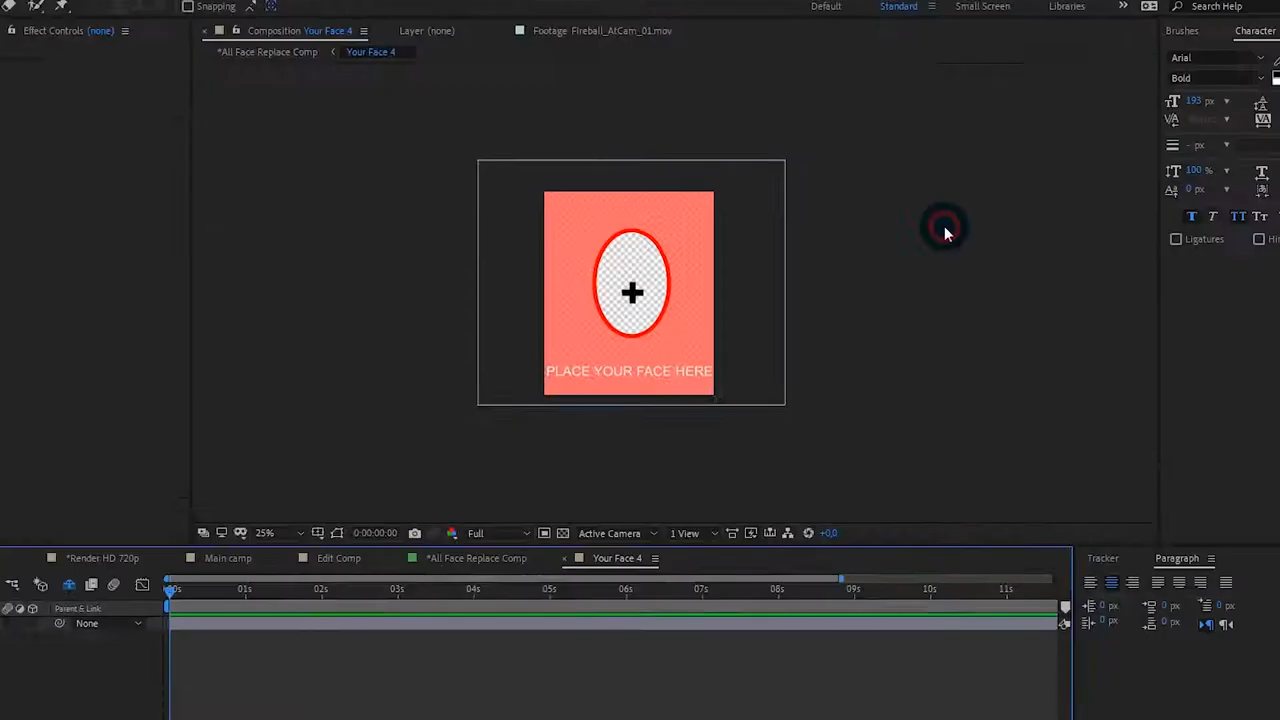 Snapping
Default
Standard
Small Screen
Libraries
Search Help
Effect Controls (none)
Composition Your Face 4
Layer (none)
Footage Fireball_AtCam_01.mov
Brushes
Character
*All Face Replace Comp
Your Face 4
Arial
Bold
193 px
- px
100 %
0 px
Ligatures
PLACE YOUR FACE HERE
25%
0:00:00:00
Full
Active Camera
1 View
+0,0
*Render HD 720p
Main camp
Edit Comp
*All Face Replace Comp
Your Face 4
Tracker
Paragraph
01s
02s
03s
04s
05s
06s
07s
08s
09s
10s
11s
Parent & Link
0 px
0 px
0 px
None
0 px
0 px